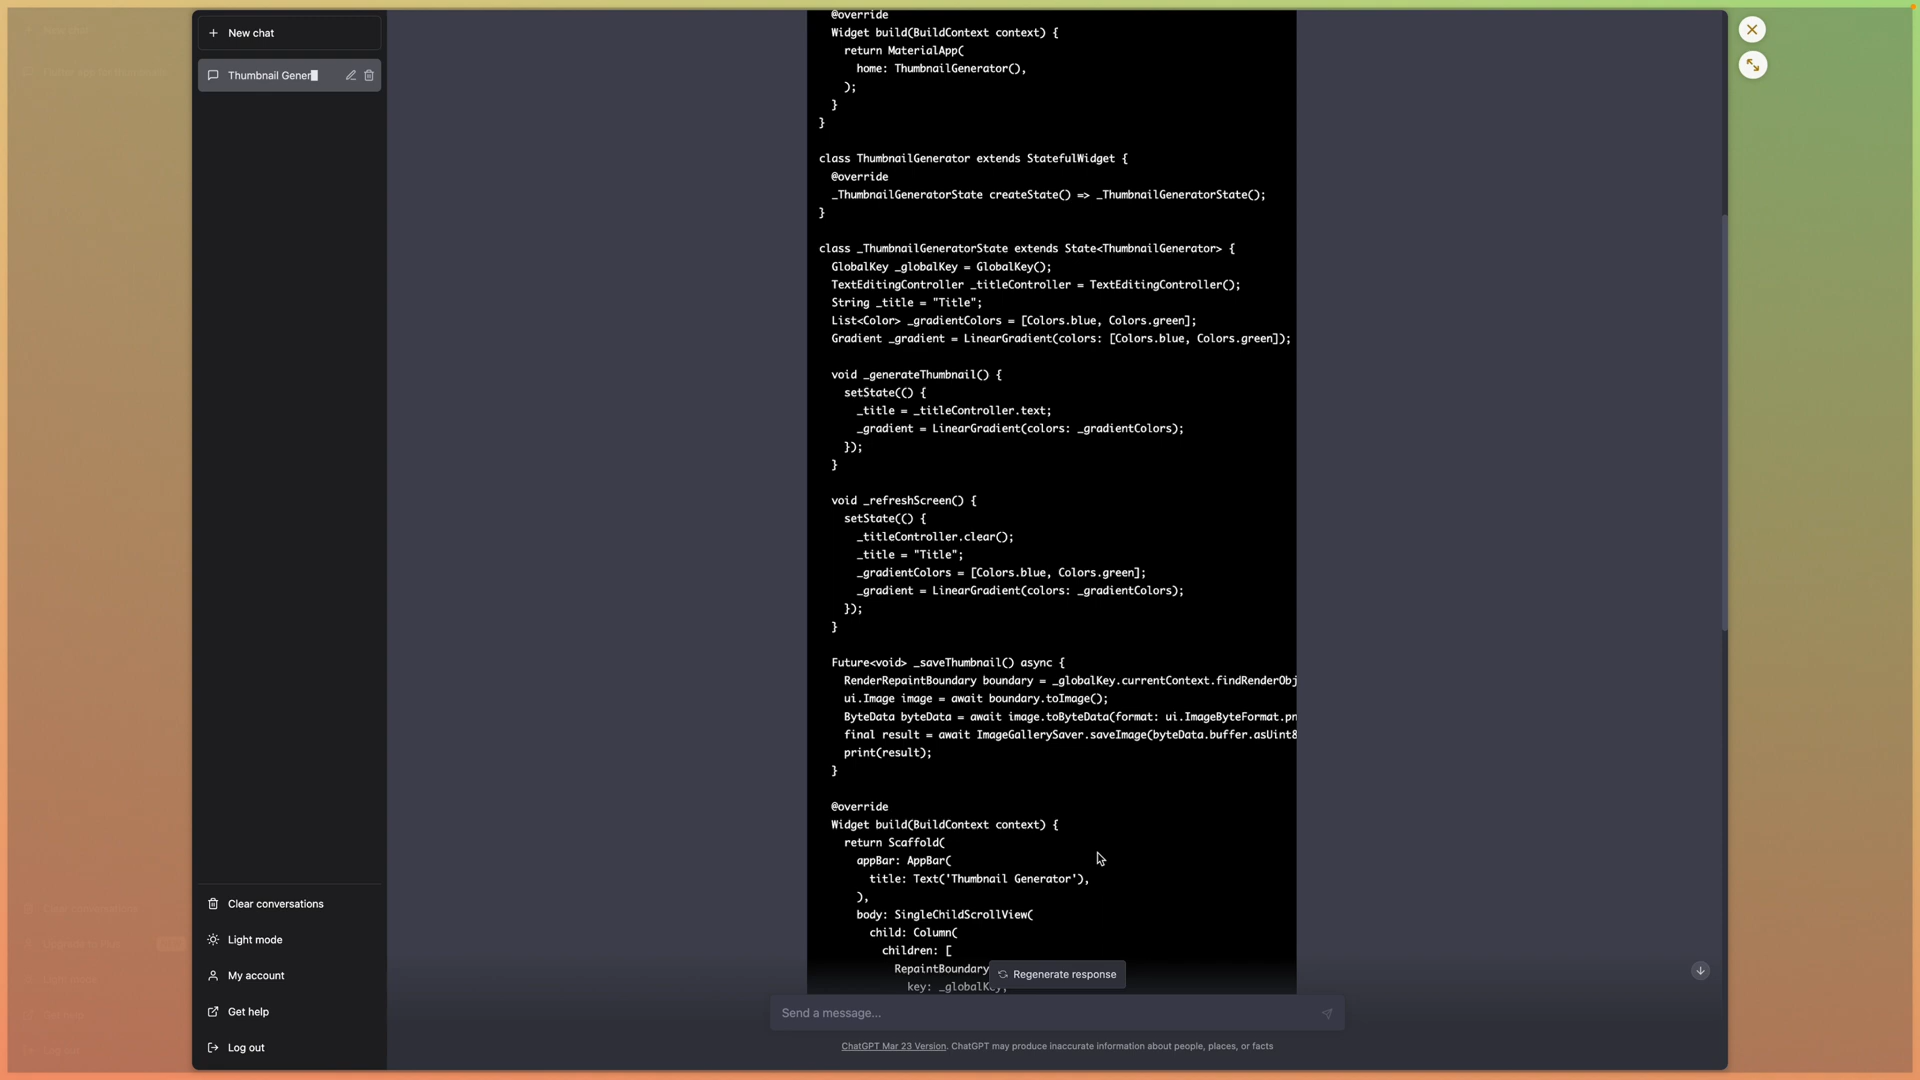 New chat
Thumbnail Gener
@override
Widget build(BuildContext context) {
return MaterialApp(
home: ThumbnailGenerator(),
);
}
}
class ThumbnailGenerator extends StatefulWidget {
@override
_ThumbnailGeneratorState createState() => _ThumbnailGeneratorState();
}
class _ThumbnailGeneratorState extends State<ThumbnailGenerator> {
GlobalKey _globalKey = GlobalKey();
TextEditingController _titleController = TextEditingController();
String _title = "Title";
List<Color> _gradientColors = [Colors.blue, Colors.green];
Gradient _gradient = LinearGradient(colors: [Colors.blue, Colors.green]);
void _generateThumbnail() {
setState(() {
_title = _titleController.text;
_gradient = LinearGradient(colors: _gradientColors);
});
}
void _refreshScreen() {
setState(() {
_titleController.clear();
_title = "Title";
_gradientColors = [Colors.blue, Colors.green];
_gradient = LinearGradient(colors: _gradientColors);
});
}
Future<void> _saveThumbnail() async {
RenderRepaintBoundary boundary = _globalKey.currentContext.findRenderObj
ui.Image image = await boundary.toImage();
ByteData byteData = await image.toByteData(format: ui.ImageByteFormat.pn
final result = await ImageGallerySaver.saveImage(byteData.buffer.asUint8
print(result);
}
@override
Widget build(BuildContext context) {
return Scaffold(
appBar: AppBar(
title: Text('Thumbnail Generator'),
),
body: SingleChildScrollView(
child: Column(
children: [
RepaintBoundary
key: _globalKey,
Regenerate response
Send a message...
ChatGPT Mar 23 Version. ChatGPT may produce inaccurate information about people, places, or facts
Clear conversations
Light mode
My account
Get help
Log out